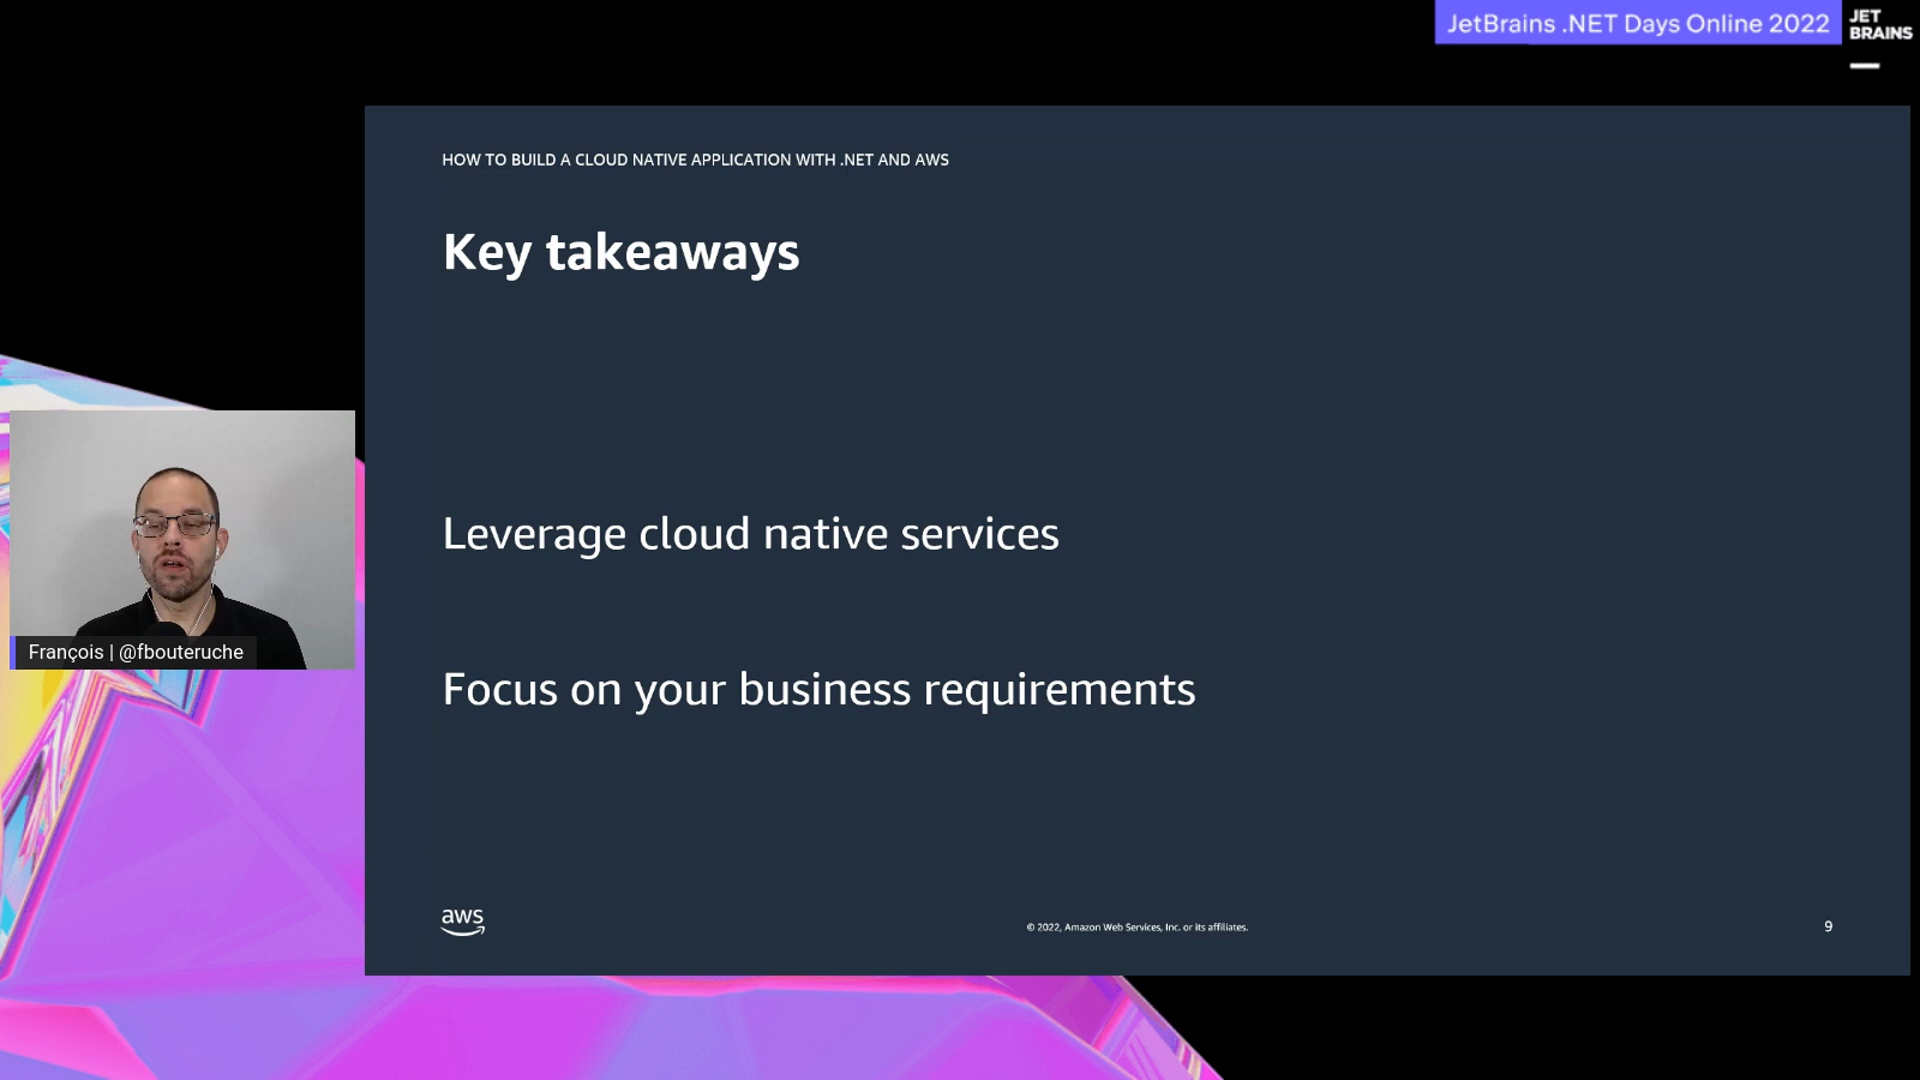 JetBrains .NET Days Online 2022
JET
BRAINS
HOW TO BUILD A CLOUD NATIVE APPLICATION WITH .NET AND AWS
Key takeaways
Leverage cloud native services
Focus on your business requirements
François | @fbouteruche
aws
© 2022, Amazon Web Services, Inc. or its affiliates.
9